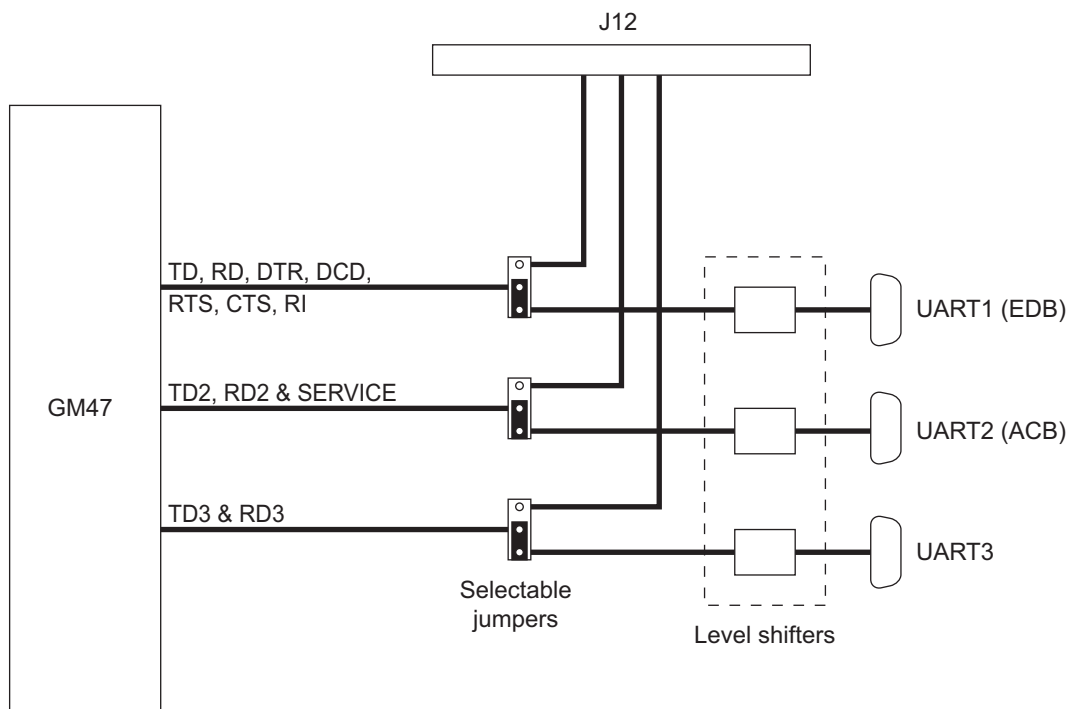 J12
TD, RD, DTR, DCD,
RTS, CTS, RI
UART1 (EDB)
GM47
TD2, RD2 & SERVICE
UART2 (ACB)
TD3 & RD3
UART3
Selectable
jumpers
Level shifters